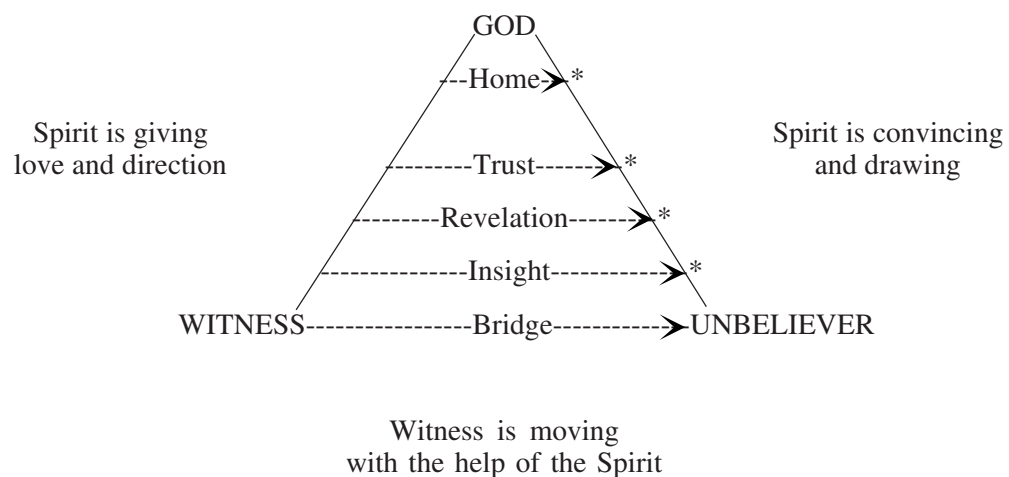 GOD
Home *
Spirit is giving
love and direction
Spirit is convincing
and drawing
Trust *
Revelation *
Insight *
WITNESS Bridge UNBELIEVER
Witness is moving
with the help of the Spirit